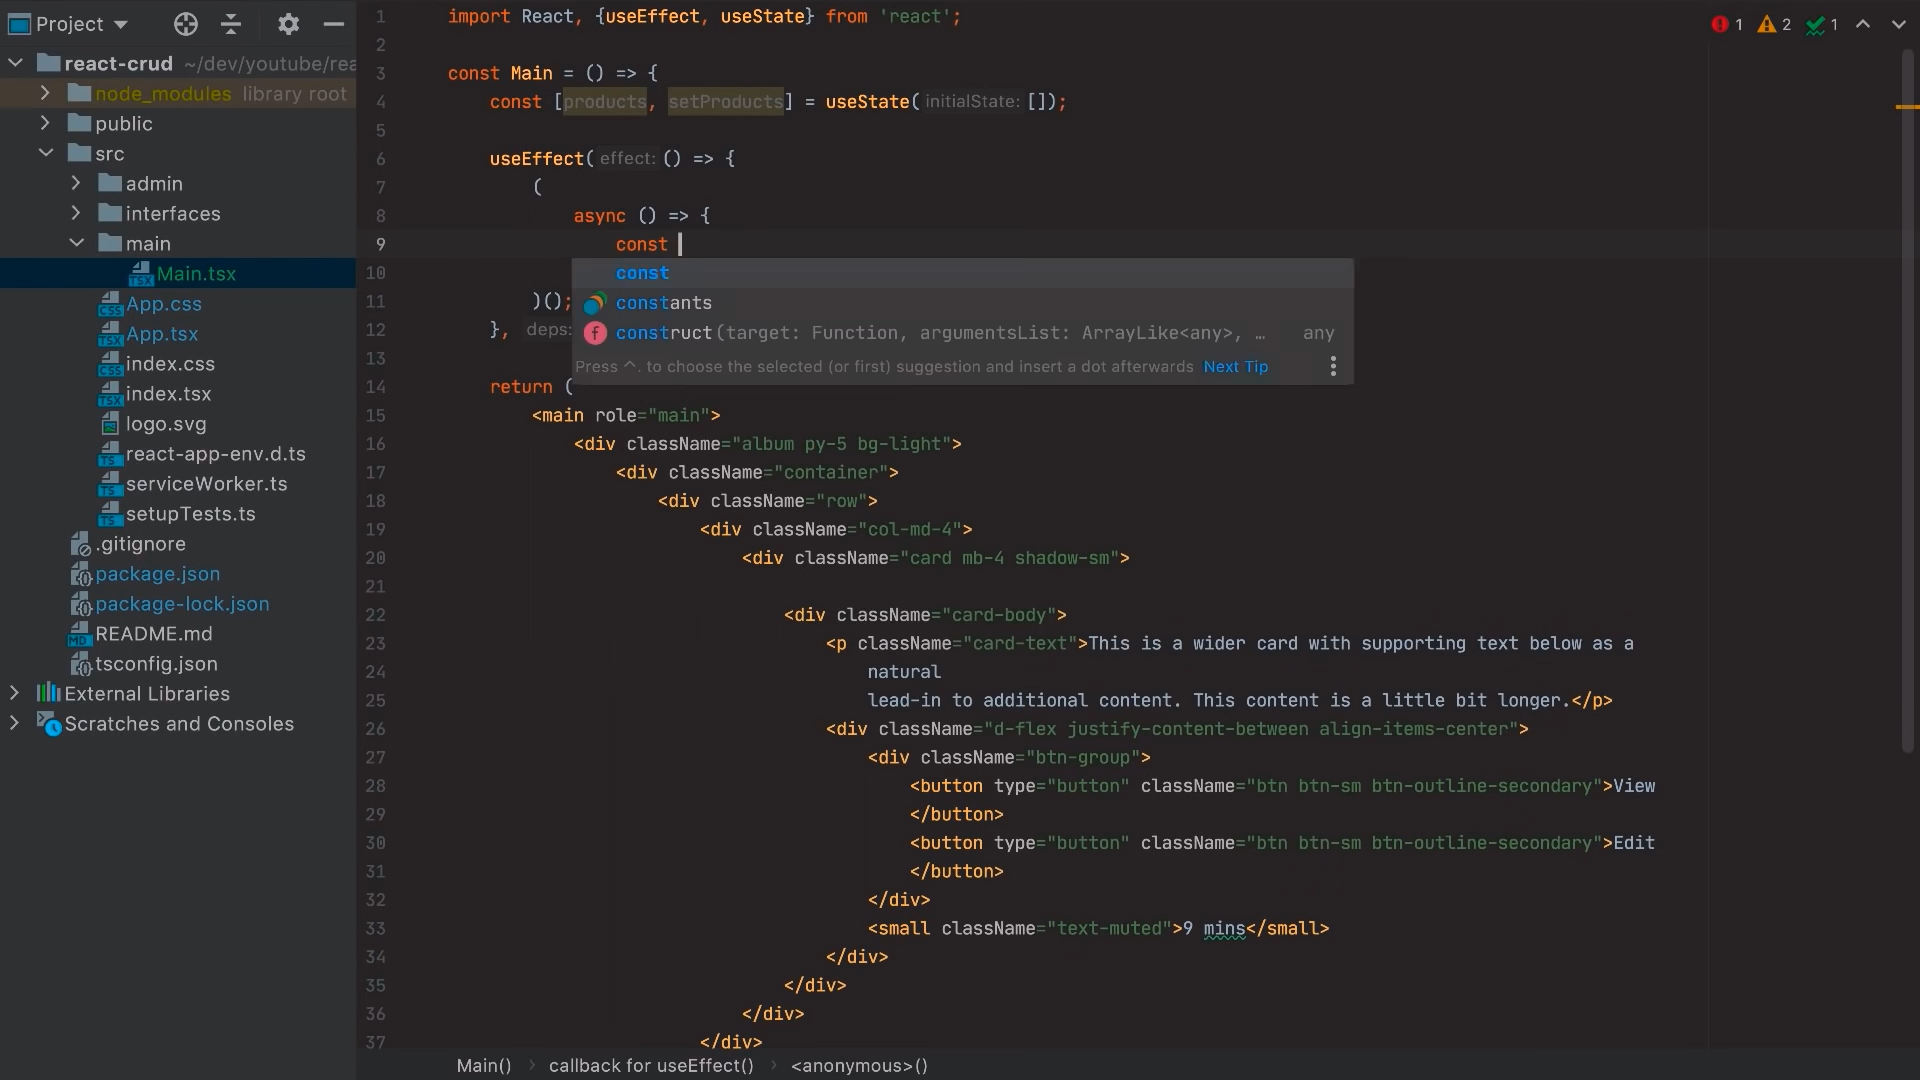 Project
react-crud ~/dev/youtube/rea
node_modules library root
public
src
admin
interfaces
main
Main.tsx
App.css
App.tsx
index.css
index.tsx
logo.svg
react-app-env.d.ts
serviceWorker.ts
setupTests.ts
.gitignore
package.json
package-lock.json
README.md
tsconfig.json
External Libraries
Scratches and Consoles
1 2 1
1 import React, {useEffect, useState} from 'react';
2
3 const Main = () => {
4 const [products, setProducts] = useState( initialState: []);
5
6 useEffect( effect: () => {
7 (
8 async () => {
9 const
10
11 )();
12 }, deps:
13
14 return (
const
constants
construct(target: Function, argumentsList: ArrayLike<any>, … any
Press ^. to choose the selected (or first) suggestion and insert a dot afterwards Next Tip
15 <main role="main">
16 <div className="album py-5 bg-light">
17 <div className="container">
18 <div className="row">
19 <div className="col-md-4">
20 <div className="card mb-4 shadow-sm">
21
22 <div className="card-body">
23 <p className="card-text">This is a wider card with supporting text below as a
24 natural
25 lead-in to additional content. This content is a little bit longer.</p>
26 <div className="d-flex justify-content-between align-items-center">
27 <div className="btn-group">
28 <button type="button" className="btn btn-sm btn-outline-secondary">View
29 </button>
30 <button type="button" className="btn btn-sm btn-outline-secondary">Edit
31 </button>
32 </div>
33 <small className="text-muted">9 mins</small>
34 </div>
35 </div>
36 </div>
37 </div>
Main() › callback for useEffect() › <anonymous>()